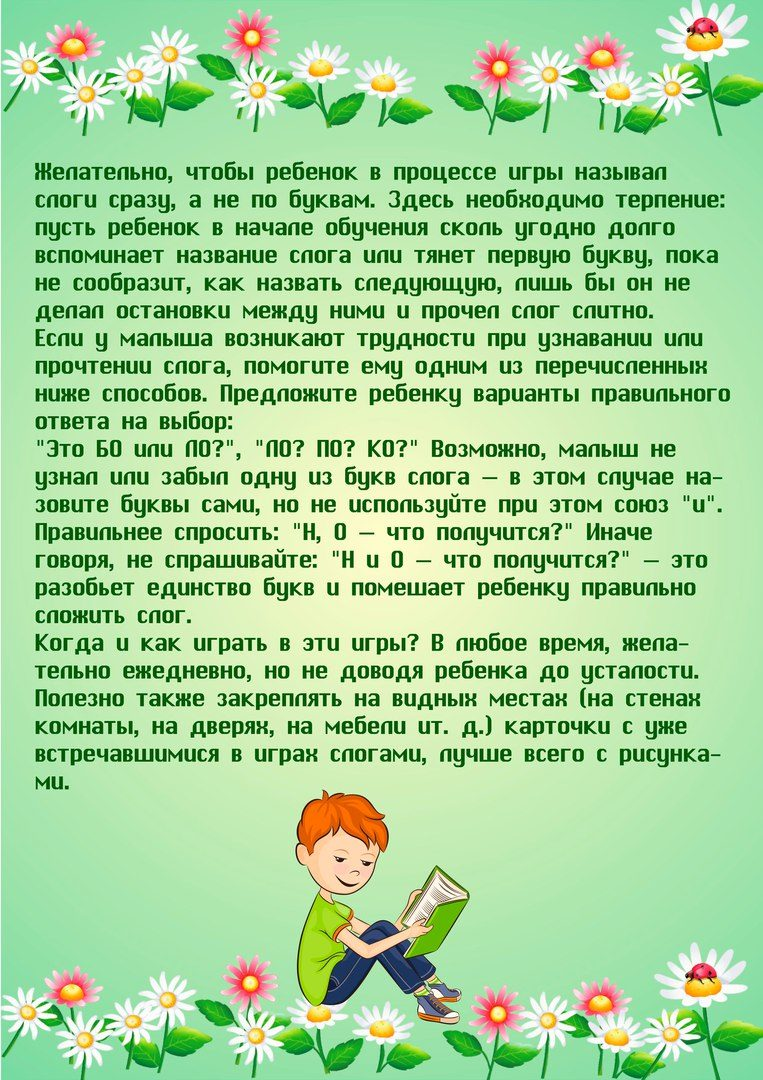 Желательно, чтобы ребенок в процессе игры называл
слоги сразу, а не по буквам. Здесь необходимо терпение:
пусть ребенок в начале обучения сколь угодно долго
вспоминает название слога или тянет первую букву, пока
не сообразит, как назвать следующую, лишь бы он не
делал остановки между ними и прочел слог слитно.
Если у малыша возникают трудности при узнавании или
прочтении слога, помогите ему одним из перечисленных
ниже способов. Предложите ребенку варианты правильного
ответа на выбор:
"Это БО или ЛО?", "ЛО? ПО? КО?" Возможно, малыш не
узнал или забыл одну из букв слога — в этом случае на-
зовите буквы сами, но не используйте при этом союз "и".
Правильнее спросить: "Н, О — что получится?" Иначе
говоря, не спрашивайте: "Н и О — что получится?" — это
разобьет единство букв и помешает ребенку правильно
сложить слог.
Когда и как играть в эти игры? В любое время, жела-
тельно ежедневно, но не доводя ребенка до усталости.
Полезно также закреплять на видных местах (на стенах
комнаты, на дверях, на мебели ит. д.) карточки с уже
встречавшимися в играх слогами, лучше всего с рисунка-
ми.